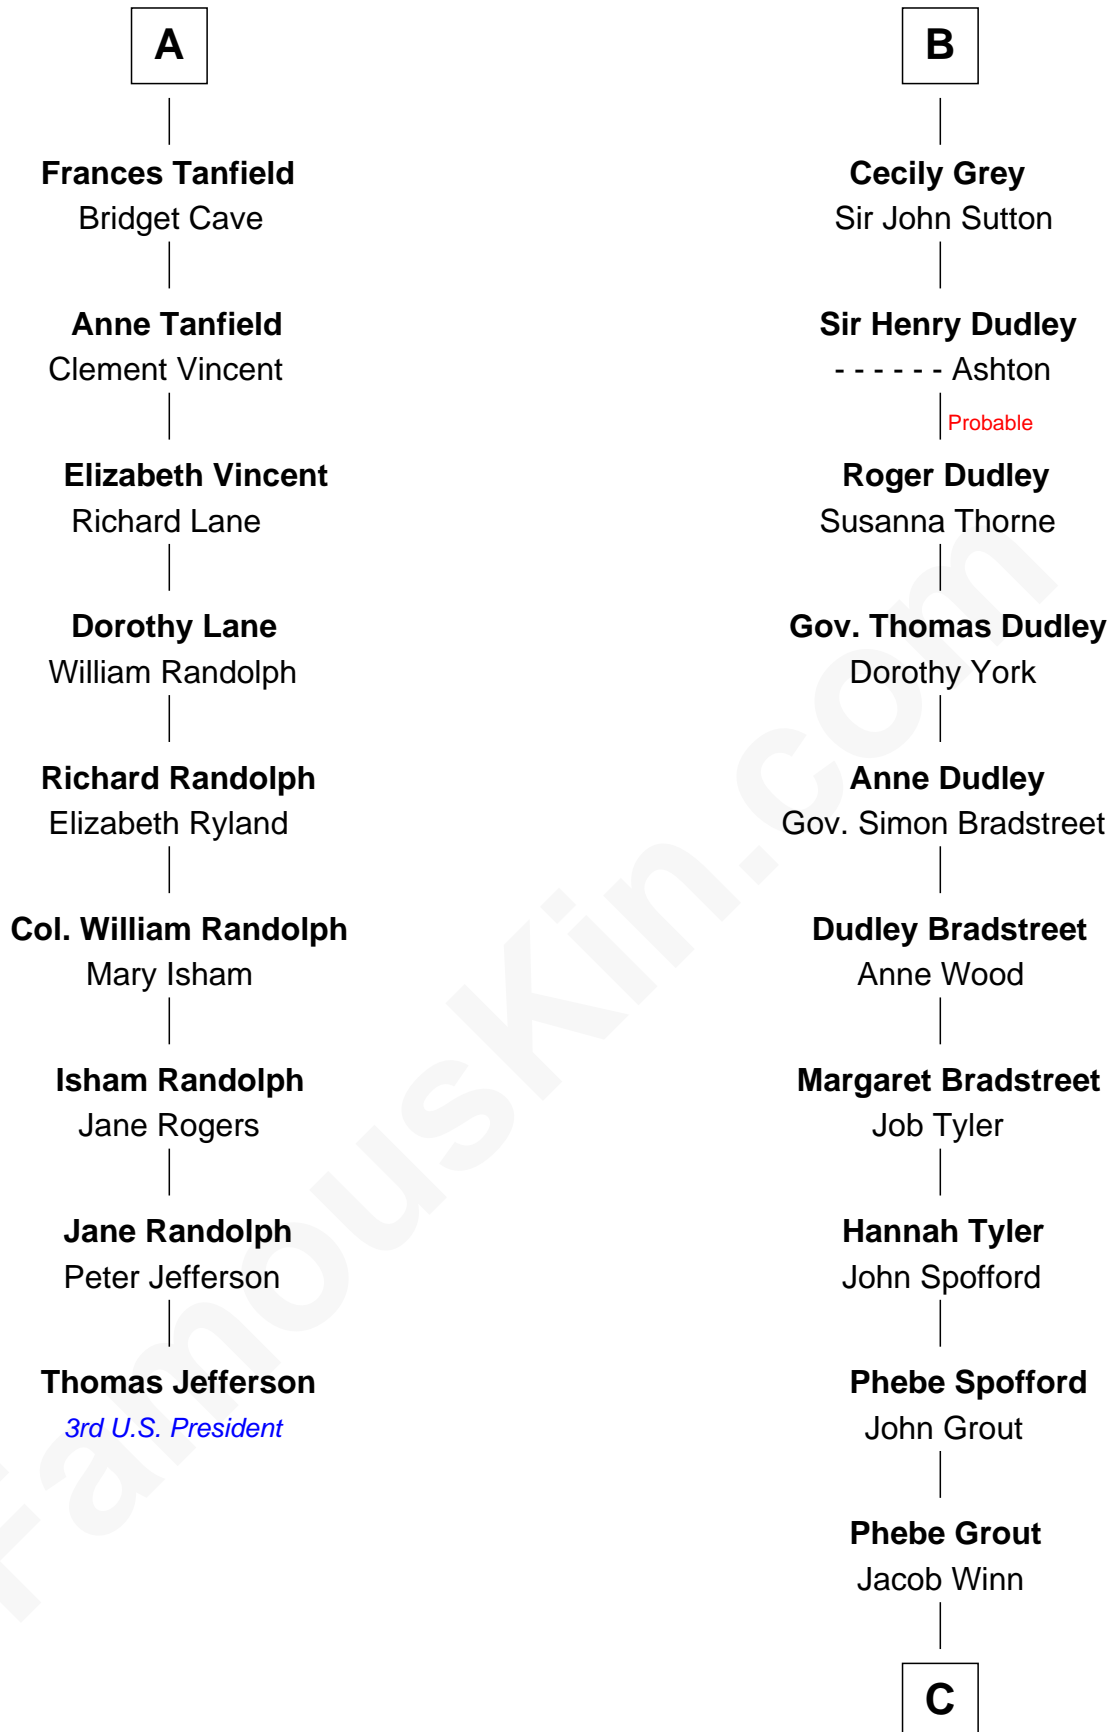 A
Frances Tanfield
Bridget Cave
Anne Tanfield
Clement Vincent
Elizabeth Vincent
Richard Lane
Dorothy Lane
William Randolph
Richard Randolph
Elizabeth Ryland
Col. William Randolph
Mary Isham
Isham Randolph
Jane Rogers
Jane Randolph
Peter Jefferson
Thomas Jefferson
3rd U.S. President
B
Cecily Grey
Sir John Sutton
Sir Henry Dudley
- - - - - - Ashton
Probable
Roger Dudley
Susanna Thorne
Gov. Thomas Dudley
Dorothy York
Anne Dudley
Gov. Simon Bradstreet
Dudley Bradstreet
Anne Wood
Margaret Bradstreet
Job Tyler
Hannah Tyler
John Spofford
Phebe Spofford
John Grout
Phebe Grout
Jacob Winn
C
FamousKin.com